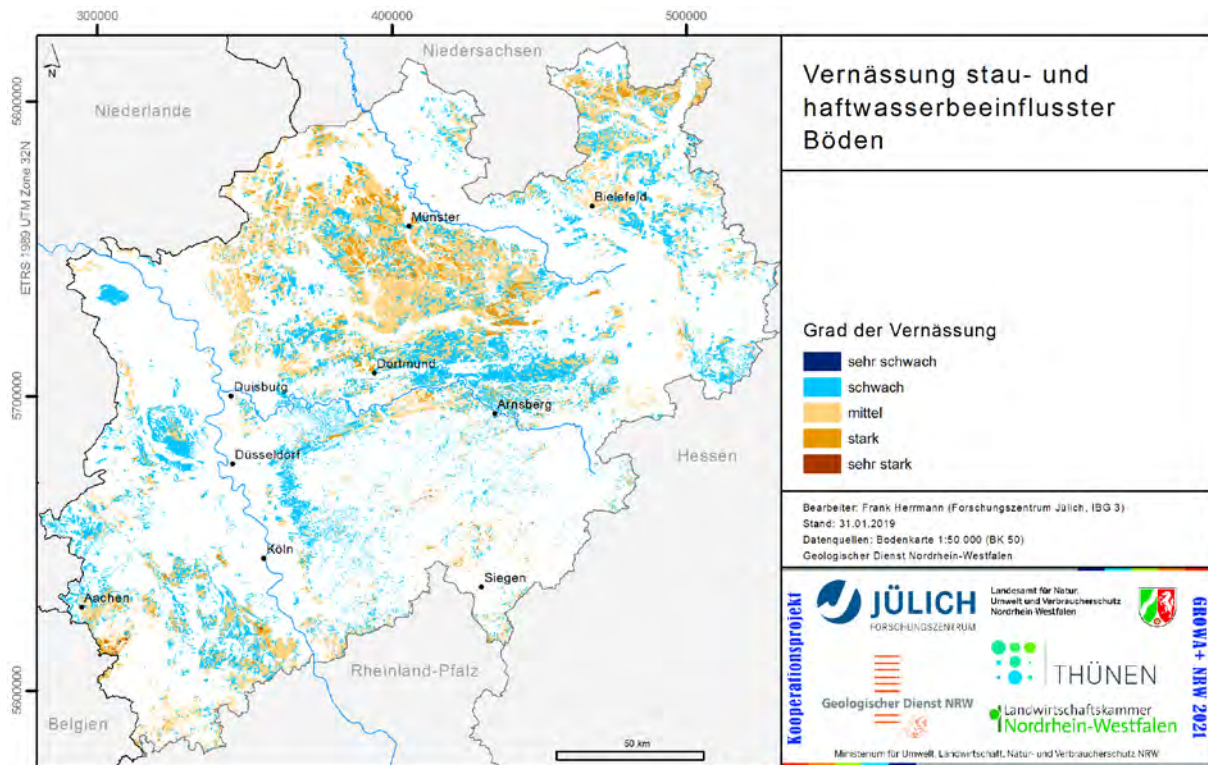 300000
400000
500000
Niedersachsen
N
Niederlande
5800000
ETRS 1989 UTM Zone 32N
Bielefeld
Münster
Dortmund
Duisburg
5700000
Arnsberg
Hessen
Düsseldorf
Köln
Siegen
Aachen
Rheinland-Pfalz
5600000
Belgien
50 km
Vernässung stau- und
haftwasserbeeinflusster
Böden
Grad der Vernässung
sehr schwach
schwach
mittel
stark
sehr stark
Bearbeiter: Frank Herrmann (Forschungszentrum Jülich, IBG 3)
Stand: 31.01.2019
Datenquellen: Bodenkarte 1:50 000 (BK 50)
Geologischer Dienst Nordrhein-Westfalen
Kooperationsprojekt
JÜLICH
FORSCHUNGSZENTRUM
Landesamt für Natur,
Umwelt und Verbraucherschutz
Nordrhein-Westfalen
GROWA+ NRW 2021
THÜNEN
Geologischer Dienst NRW
Landwirtschaftskammer
Nordrhein-Westfalen
Ministerium für Umwelt, Landwirtschaft, Natur- und Verbraucherschutz NRW